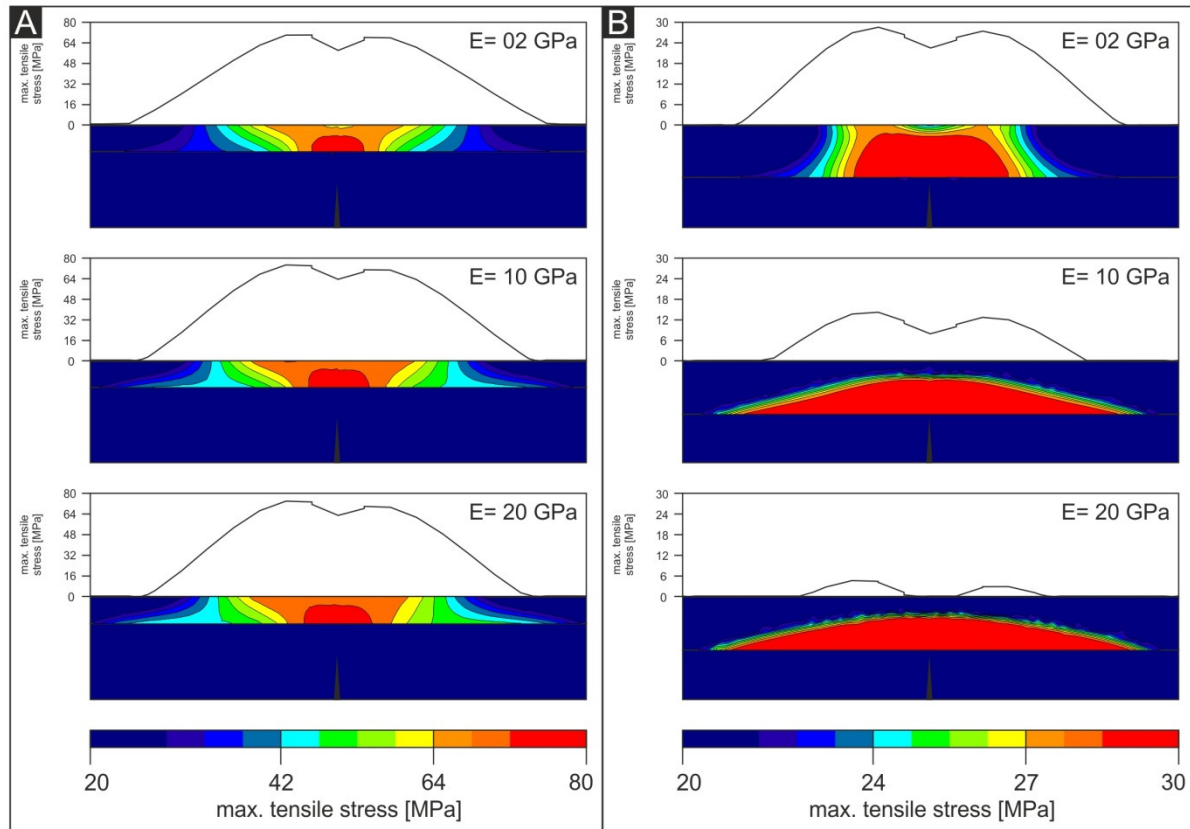 A
max. tensile
stress [MPa]
80
64
48
32
16
0
E= 02 GPa
max. tensile
stress [MPa]
80
64
48
32
16
0
E= 10 GPa
max. tensile
stress [MPa]
80
64
48
32
16
0
E= 20 GPa
20 42 64 80
max. tensile stress [MPa]
B
max. tensile
stress [MPa]
30
24
18
12
6
0
E= 02 GPa
max. tensile
stress [MPa]
30
24
18
12
6
0
E= 10 GPa
max. tensile
stress [MPa]
30
24
18
12
6
0
E= 20 GPa
20 24 27 30
max. tensile stress [MPa]